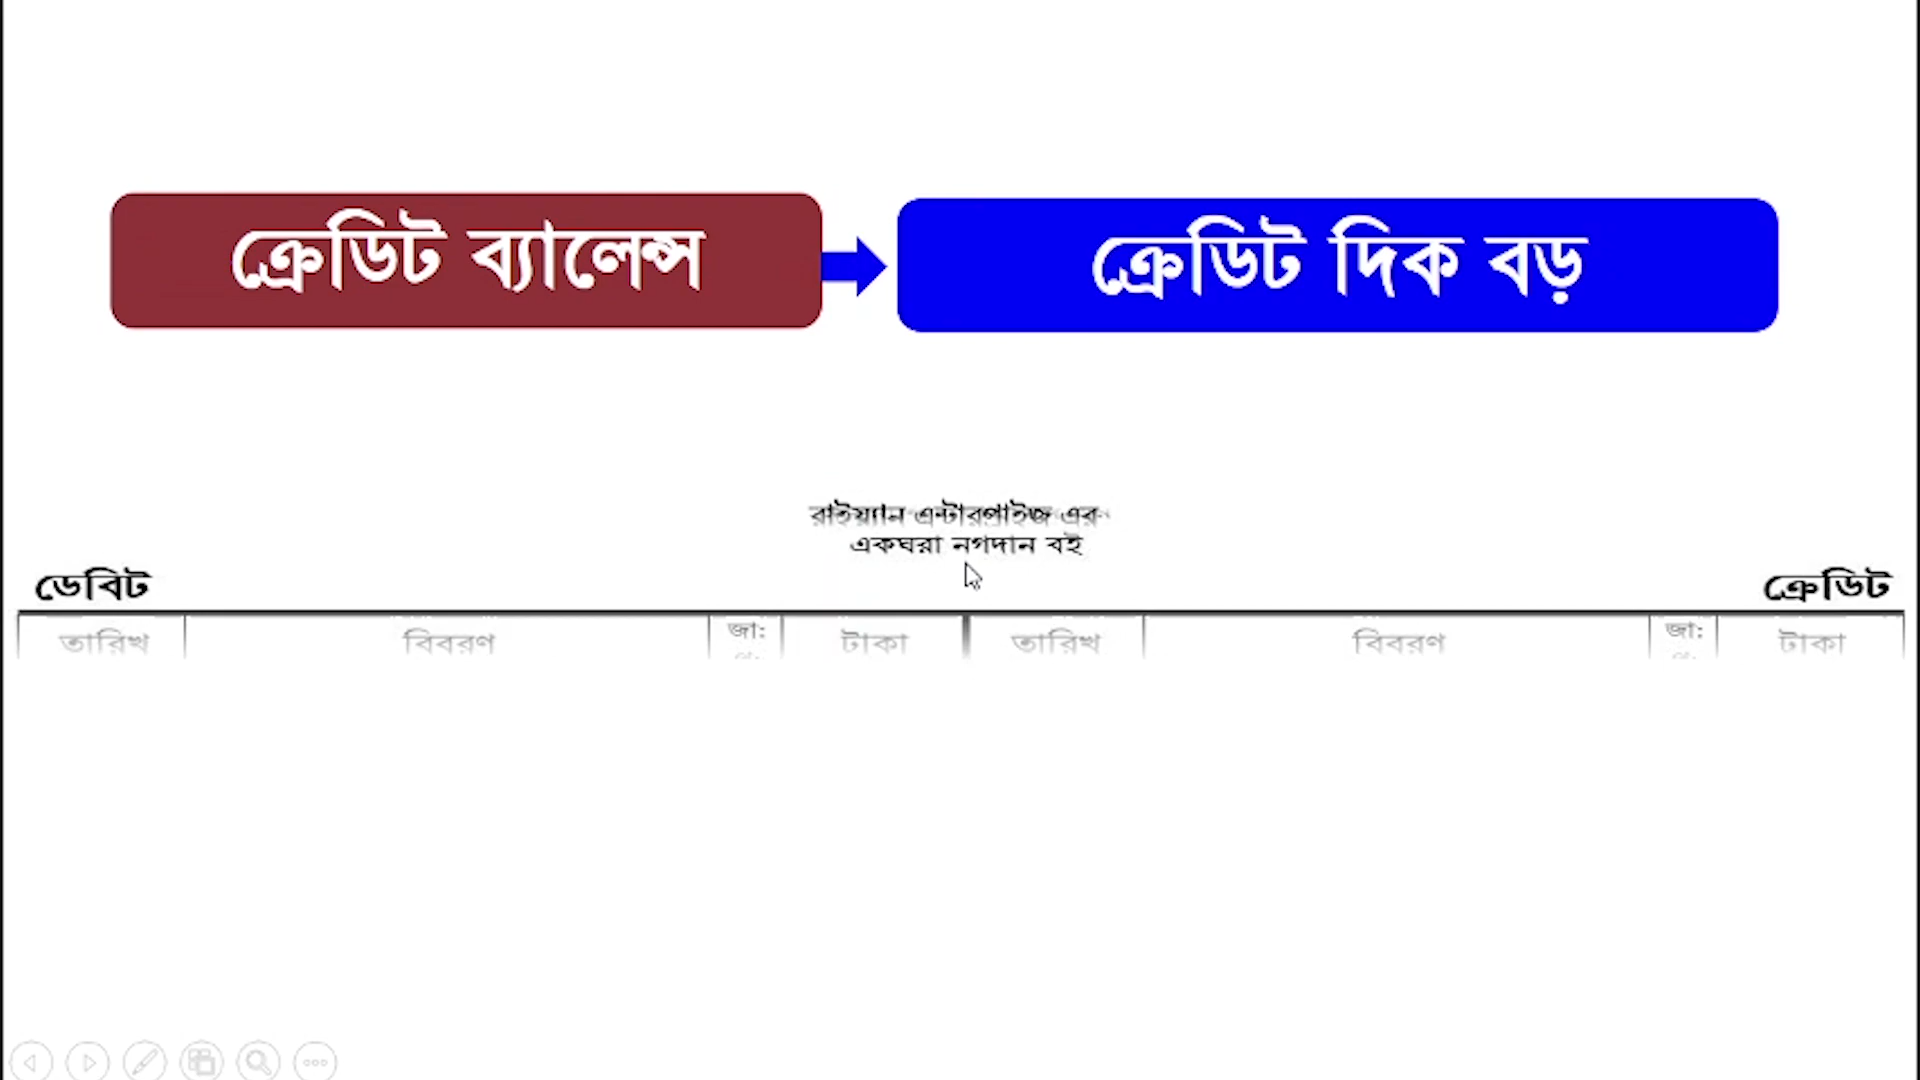 ক্রেডিট ব্যালেন্স
ক্রেডিট দিক বড়
রাইয়্যান এন্টারপ্রাইজ এর
একঘরা নগদান বই
ডেবিট
ক্রেডিট
তারিখ বিবরণ জা: টাকা তারিখ বিবরণ জা: টাকা